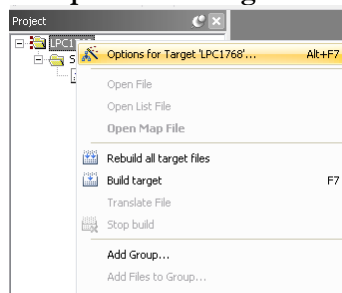 Project
LPC1768
Options for Target 'LPC1768'... Alt+F7
S
Open File
Open List File
Open Map File
Rebuild all target files
Build target F7
Translate File
Stop build
Add Group...
Add Files to Group...